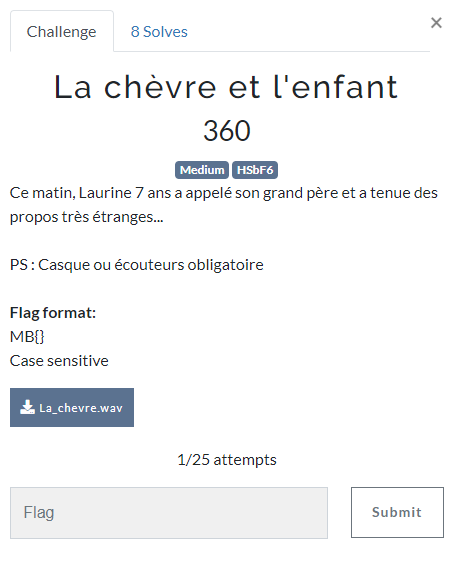 Challenge
8 Solves
×
La chèvre et l'enfant
360
Medium HSbF6
Ce matin, Laurine 7 ans a appelé son grand père et a tenue des
propos très étranges...
PS : Casque ou écouteurs obligatoire
Flag format:
MB{}
Case sensitive
La_chevre.wav
1/25 attempts
Flag
Submit